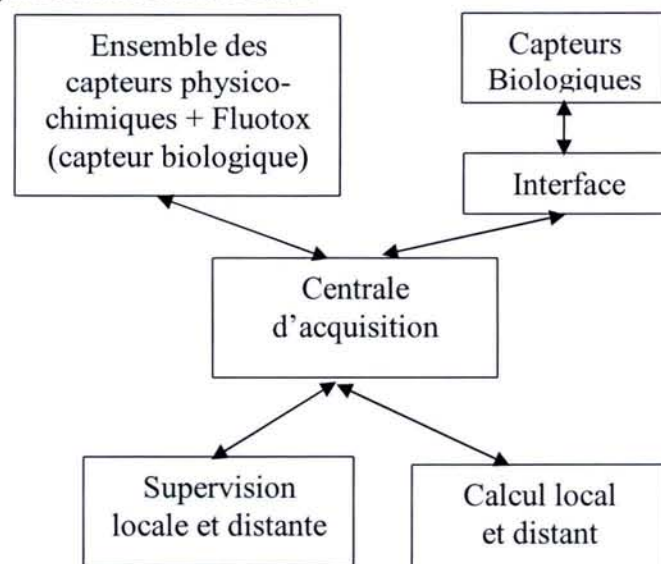 Ensemble des
capteurs physico-
chimiques + Fluotox
(capteur biologique)
Capteurs
Biologiques
Interface
Centrale
d'acquisition
Supervision
locale et distante
Calcul local
et distant